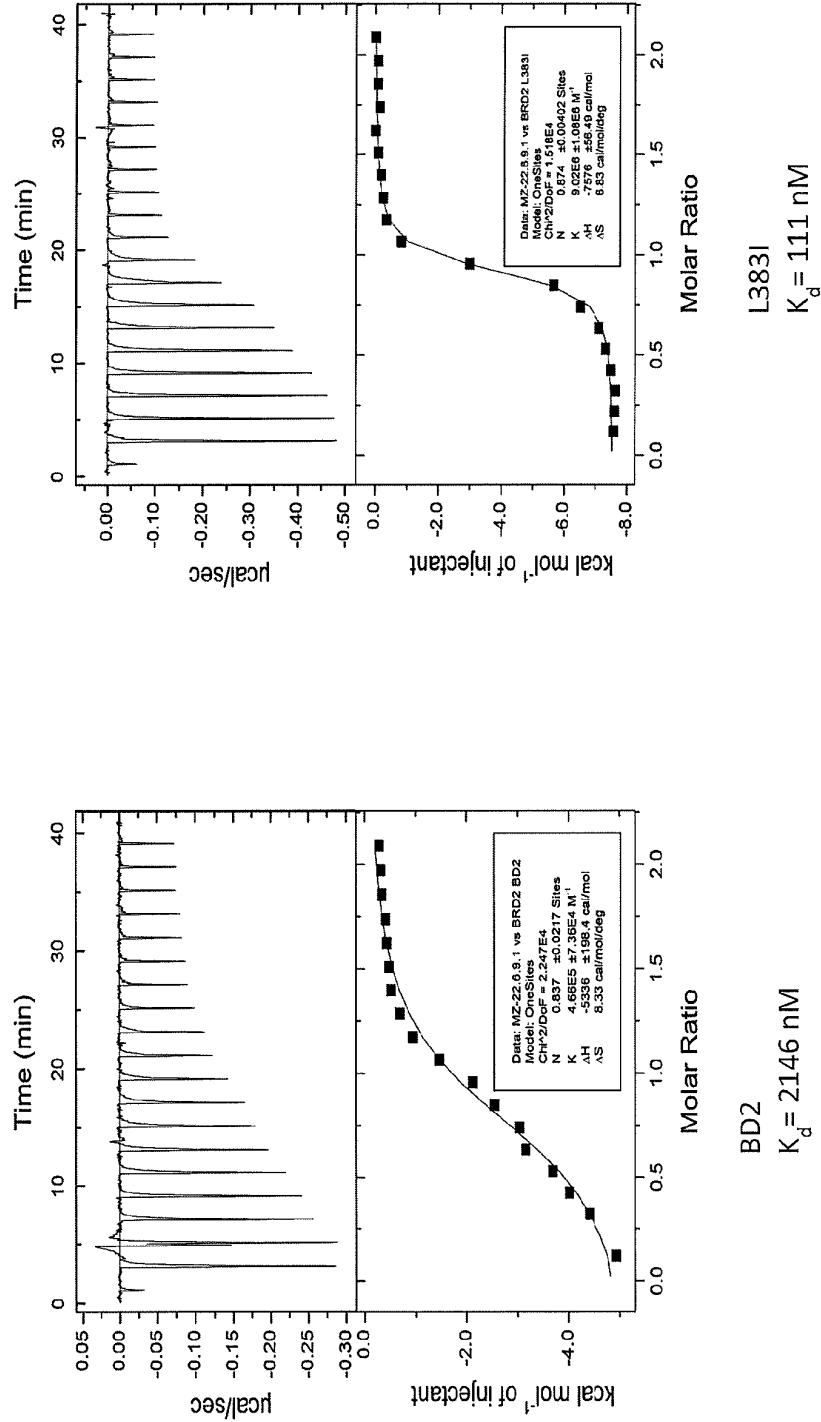 Time (min)
0 10 20 30 40
0.05
0.00
-0.05
-0.10
-0.15
-0.20
-0.25
-0.30
µcal/sec
0.0
-2.0
-4.0
kcal mol⁻¹ of injectant
Data: MZ-22.6.9.1 vs BRD2 BD2
Model: OneSites
Chi^2/DoF = 2.247E4
N 0.837 ±0.0217 Sites
K 4.66E5 ±7.36E4 M⁻¹
ΔH -5336 ±198.4 cal/mol
ΔS 8.33 cal/mol/deg
0.0 0.5 1.0 1.5 2.0
Molar Ratio
BD2
Kd= 2146 nM
Time (min)
0 10 20 30 40
0.00
-0.10
-0.20
-0.30
-0.40
-0.50
µcal/sec
0.0
-2.0
-4.0
-6.0
-8.0
kcal mol⁻¹ of injectant
Data: MZ-22.6.9.1 vs BRD2 L383I
Model: OneSites
Chi^2/DoF = 1.518E4
N 0.874 ±0.00402 Sites
K 9.02E6 ±1.08E6 M⁻¹
ΔH -7576 ±56.49 cal/mol
ΔS 6.83 cal/mol/deg
0.0 0.5 1.0 1.5 2.0
Molar Ratio
L383I
Kd= 111 nM